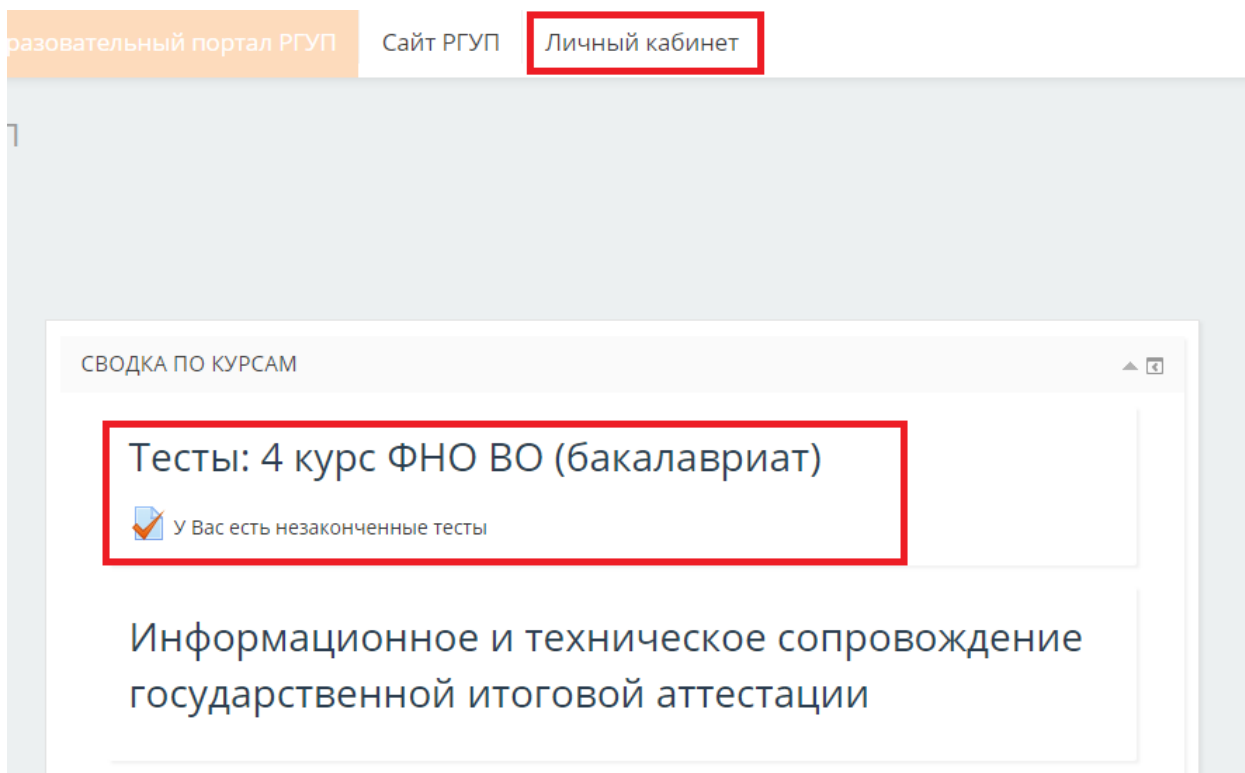 разовательный портал РГУП Сайт РГУП Личный кабинет
П
СВОДКА ПО КУРСАМ
Тесты: 4 курс ФНО ВО (бакалавриат)
У Вас есть незаконченные тесты
Информационное и техническое сопровождение
государственной итоговой аттестации